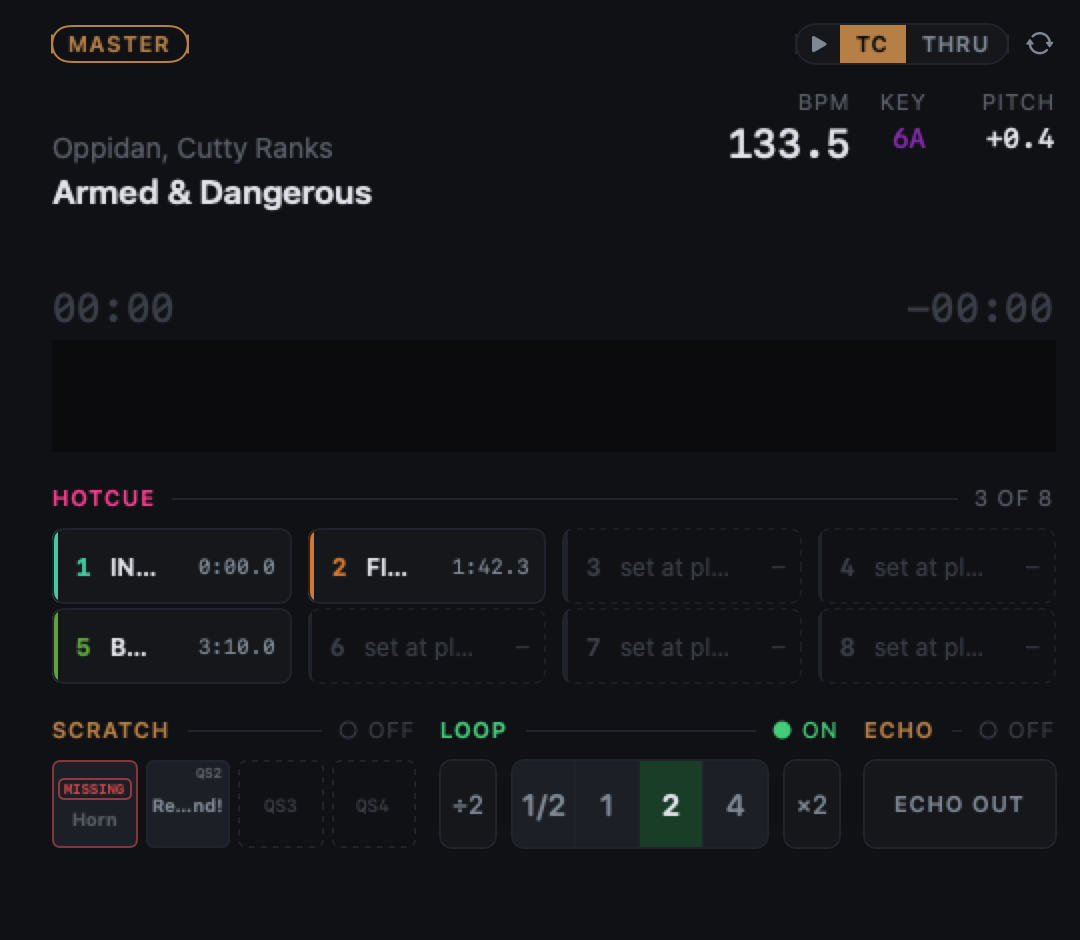 MASTER
TC THRU
BPM KEY PITCH
133.5 6A +0.4
Oppidan, Cutty Ranks
Armed & Dangerous
00:00 −00:00
HOTCUE 3 OF 8
1 IN… 0:00.0
2 Fl… 1:42.3
3 set at pl… —
4 set at pl… —
5 B… 3:10.0
6 set at pl… —
7 set at pl… —
8 set at pl… —
SCRATCH OFF
LOOP ON
ECHO OFF
MISSING
Horn
QS2
Re…nd!
QS3
QS4
÷2
1/2 1 2 4
×2
ECHO OUT